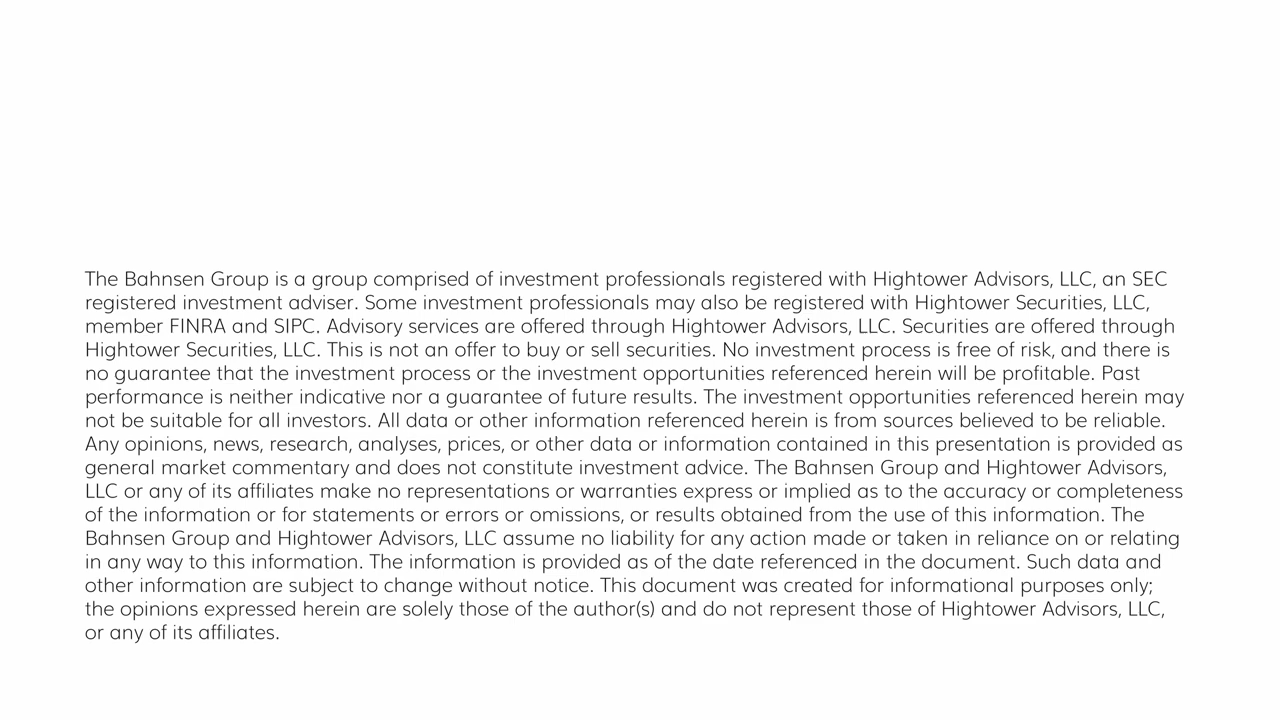 The Bahnsen Group is a group comprised of investment professionals registered with Hightower Advisors, LLC, an SEC
registered investment adviser. Some investment professionals may also be registered with Hightower Securities, LLC,
member FINRA and SIPC. Advisory services are offered through Hightower Advisors, LLC. Securities are offered through
Hightower Securities, LLC. This is not an offer to buy or sell securities. No investment process is free of risk, and there is
no guarantee that the investment process or the investment opportunities referenced herein will be profitable. Past
performance is neither indicative nor a guarantee of future results. The investment opportunities referenced herein may
not be suitable for all investors. All data or other information referenced herein is from sources believed to be reliable.
Any opinions, news, research, analyses, prices, or other data or information contained in this presentation is provided as
general market commentary and does not constitute investment advice. The Bahnsen Group and Hightower Advisors,
LLC or any of its affiliates make no representations or warranties express or implied as to the accuracy or completeness
of the information or for statements or errors or omissions, or results obtained from the use of this information. The
Bahnsen Group and Hightower Advisors, LLC assume no liability for any action made or taken in reliance on or relating
in any way to this information. The information is provided as of the date referenced in the document. Such data and
other information are subject to change without notice. This document was created for informational purposes only;
the opinions expressed herein are solely those of the author(s) and do not represent those of Hightower Advisors, LLC,
or any of its affiliates.